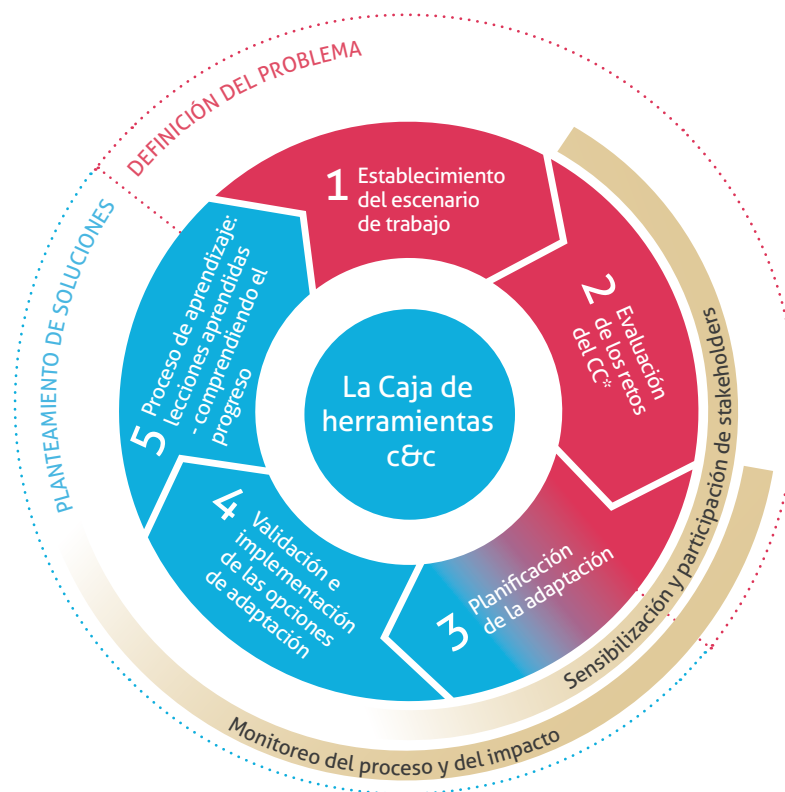 DEFINICIÓN DEL PROBLEMA
1 Establecimiento
del escenario
de trabajo
2 Evaluación
de los retos
del CC*
3 Planificación
de la adaptación
4 Validación e
implementación
de las opciones
de adaptación
5 Proceso de aprendizaje:
lecciones aprendidas
- comprendiendo el
progreso
La Caja de
herramientas
c&c
PLANTEAMIENTO DE SOLUCIONES
Sensibilización y participación de stakeholders
Monitoreo del proceso y del impacto